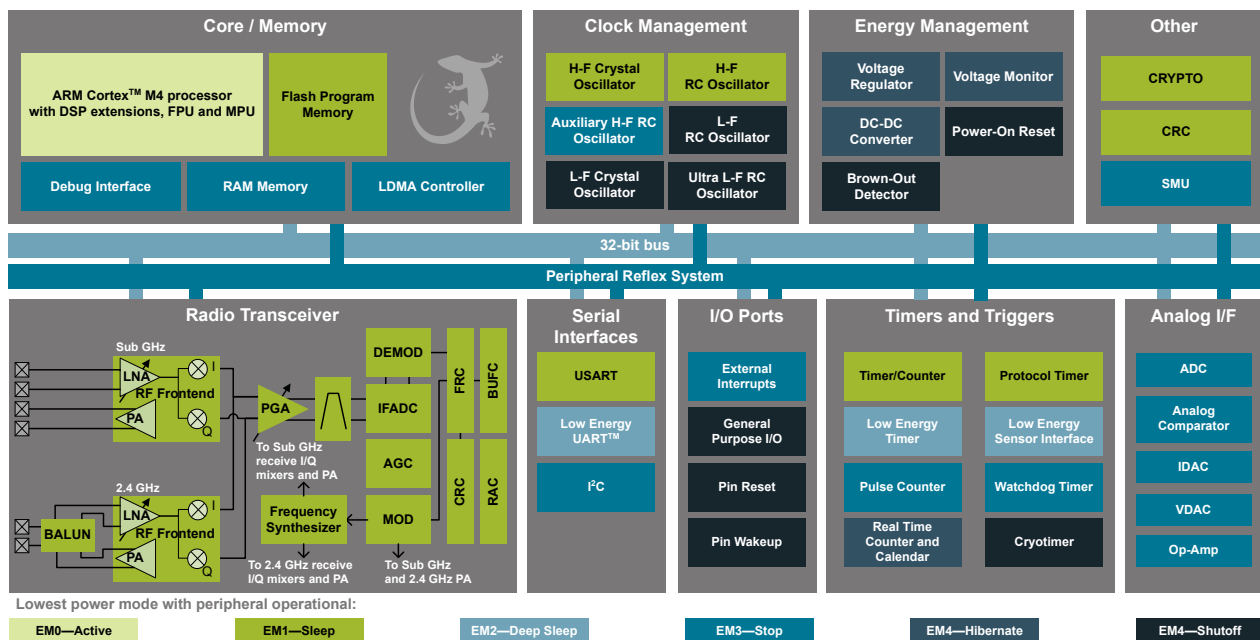 Core / Memory
ARM Cortex™ M4 processor
with DSP extensions, FPU and MPU
Flash Program
Memory
Debug Interface
RAM Memory
LDMA Controller
Clock Management
H-F Crystal
Oscillator
H-F
RC Oscillator
Auxiliary H-F RC
Oscillator
L-F
RC Oscillator
L-F Crystal
Oscillator
Ultra L-F RC
Oscillator
Energy Management
Voltage
Regulator
Voltage Monitor
DC-DC
Converter
Power-On Reset
Brown-Out
Detector
Other
CRYPTO
CRC
SMU
32-bit bus
Peripheral Reflex System
Radio Transceiver
Sub GHz
LNA
RF Frontend
PA
I
Q
2.4 GHz
LNA
RF Frontend
PA
I
Q
BALUN
PGA
To Sub GHz
receive I/Q
mixers and PA
Frequency
Synthesizer
To 2.4 GHz receive
I/Q mixers and PA
DEMOD
IFADC
AGC
MOD
To Sub GHz
and 2.4 GHz PA
FRC
BUFC
CRC
RAC
Serial
Interfaces
USART
Low Energy
UART™
I²C
I/O Ports
External
Interrupts
General
Purpose I/O
Pin Reset
Pin Wakeup
Timers and Triggers
Timer/Counter
Protocol Timer
Low Energy
Timer
Low Energy
Sensor Interface
Pulse Counter
Watchdog Timer
Real Time
Counter and
Calendar
Cryotimer
Analog I/F
ADC
Analog
Comparator
IDAC
VDAC
Op-Amp
Lowest power mode with peripheral operational:
EM0—Active
EM1—Sleep
EM2—Deep Sleep
EM3—Stop
EM4—Hibernate
EM4—Shutoff